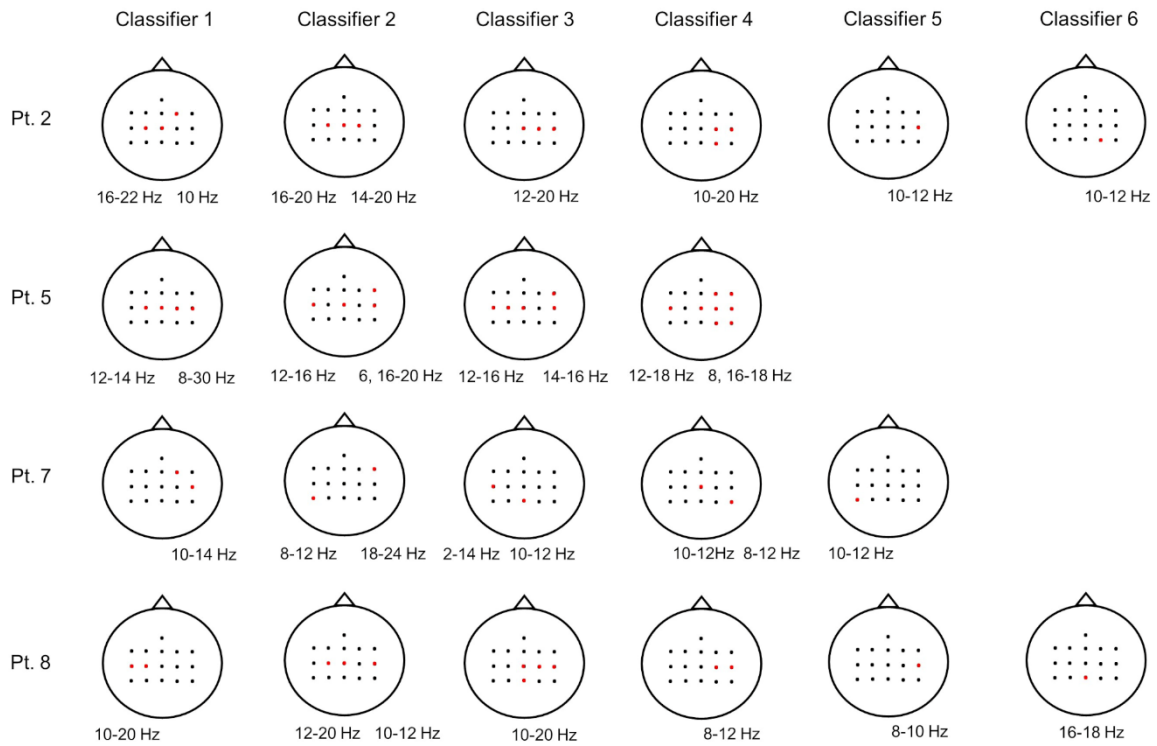 Classifier 1 Classifier 2 Classifier 3 Classifier 4 Classifier 5 Classifier 6
Pt. 2
16-22 Hz 10 Hz 16-20 Hz 14-20 Hz 12-20 Hz 10-20 Hz 10-12 Hz 10-12 Hz
Pt. 5
12-14 Hz 8-30 Hz 12-16 Hz 6, 16-20 Hz 12-16 Hz 14-16 Hz 12-18 Hz 8, 16-18 Hz
Pt. 7
10-14 Hz 8-12 Hz 18-24 Hz 2-14 Hz 10-12 Hz 10-12Hz 8-12 Hz 10-12 Hz
Pt. 8
10-20 Hz 12-20 Hz 10-12 Hz 10-20 Hz 8-12 Hz 8-10 Hz 16-18 Hz